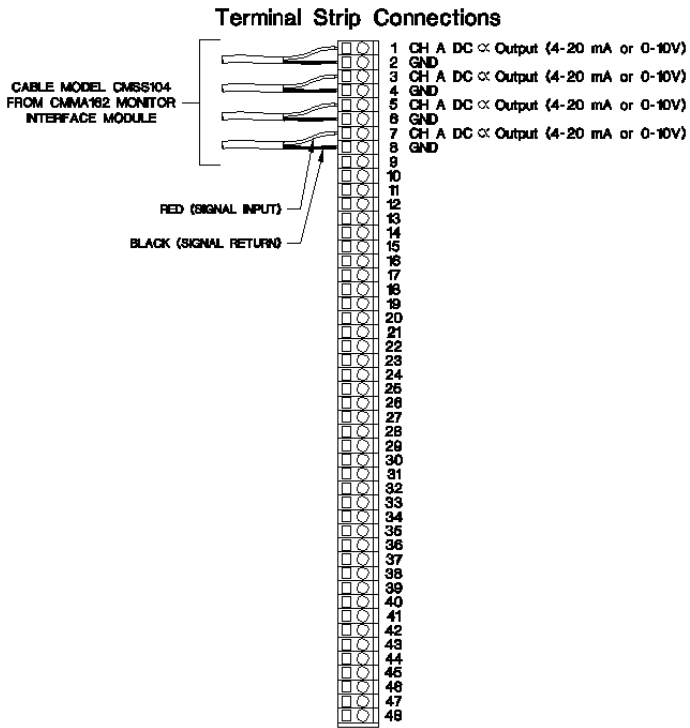 Terminal Strip Connections
1 CH A DC ∝ Output (4-20 mA or 0-10V)
2 GND
3 CH A DC ∝ Output (4-20 mA or 0-10V)
4 GND
5 CH A DC ∝ Output (4-20 mA or 0-10V)
6 GND
7 CH A DC ∝ Output (4-20 mA or 0-10V)
8 GND
CABLE MODEL CMSS104
FROM CMMA162 MONITOR
INTERFACE MODULE
RED (SIGNAL INPUT)
BLACK (SIGNAL RETURN)
9
10
11
12
13
14
15
16
17
18
19
20
21
22
23
24
25
26
27
28
29
30
31
32
33
34
35
36
37
38
39
40
41
42
43
44
45
46
47
48